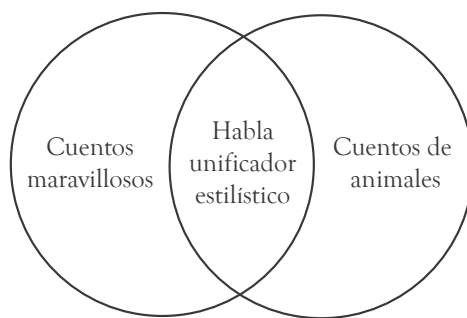 Cuentos
maravillosos
Habla
unificador
estilístico
Cuentos de
animales